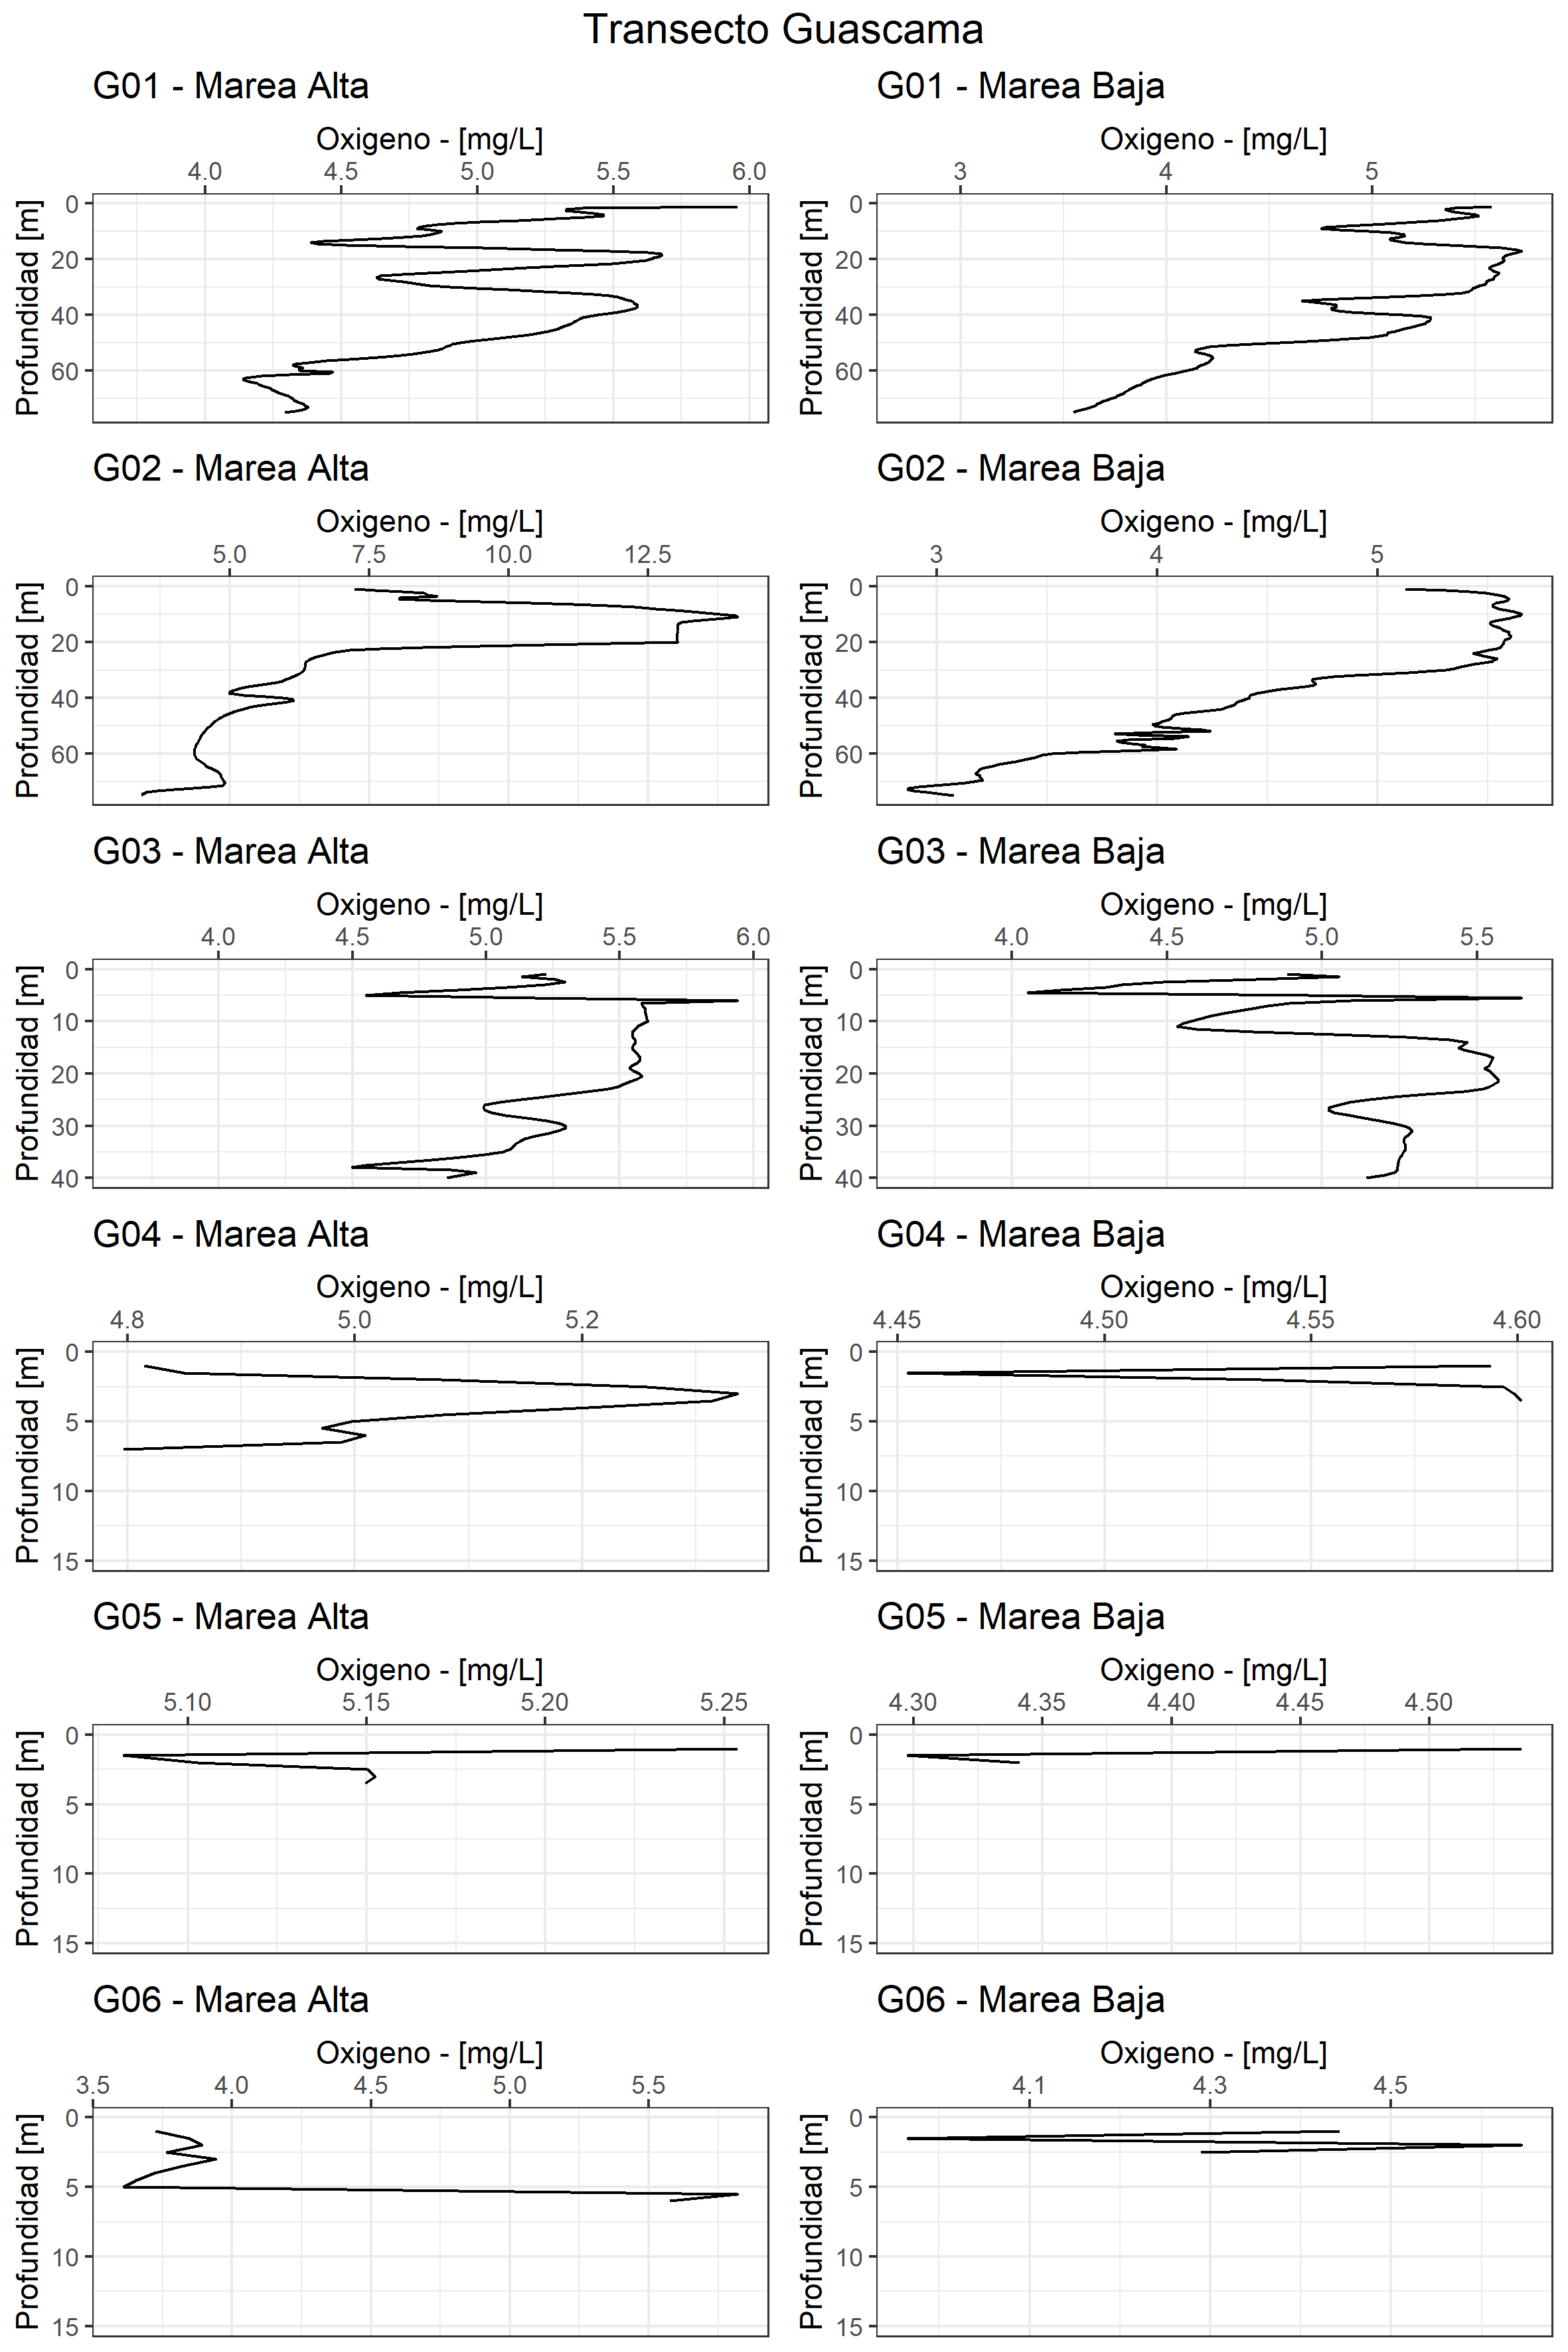 Transecto Guascama
G01 - Marea Alta
Oxigeno - [mg/L]
4.0 4.5 5.0 5.5 6.0
Profundidad [m]
0
20
40
60
G01 - Marea Baja
Oxigeno - [mg/L]
3 4 5
Profundidad [m]
0
20
40
60
G02 - Marea Alta
Oxigeno - [mg/L]
5.0 7.5 10.0 12.5
Profundidad [m]
0
20
40
60
G02 - Marea Baja
Oxigeno - [mg/L]
3 4 5
Profundidad [m]
0
20
40
60
G03 - Marea Alta
Oxigeno - [mg/L]
4.0 4.5 5.0 5.5 6.0
Profundidad [m]
0
10
20
30
40
G03 - Marea Baja
Oxigeno - [mg/L]
4.0 4.5 5.0 5.5
Profundidad [m]
0
10
20
30
40
G04 - Marea Alta
Oxigeno - [mg/L]
4.8 5.0 5.2
Profundidad [m]
0
5
10
15
G04 - Marea Baja
Oxigeno - [mg/L]
4.45 4.50 4.55 4.60
Profundidad [m]
0
5
10
15
G05 - Marea Alta
Oxigeno - [mg/L]
5.10 5.15 5.20 5.25
Profundidad [m]
0
5
10
15
G05 - Marea Baja
Oxigeno - [mg/L]
4.30 4.35 4.40 4.45 4.50
Profundidad [m]
0
5
10
15
G06 - Marea Alta
Oxigeno - [mg/L]
3.5 4.0 4.5 5.0 5.5
Profundidad [m]
0
5
10
15
G06 - Marea Baja
Oxigeno - [mg/L]
4.1 4.3 4.5
Profundidad [m]
0
5
10
15